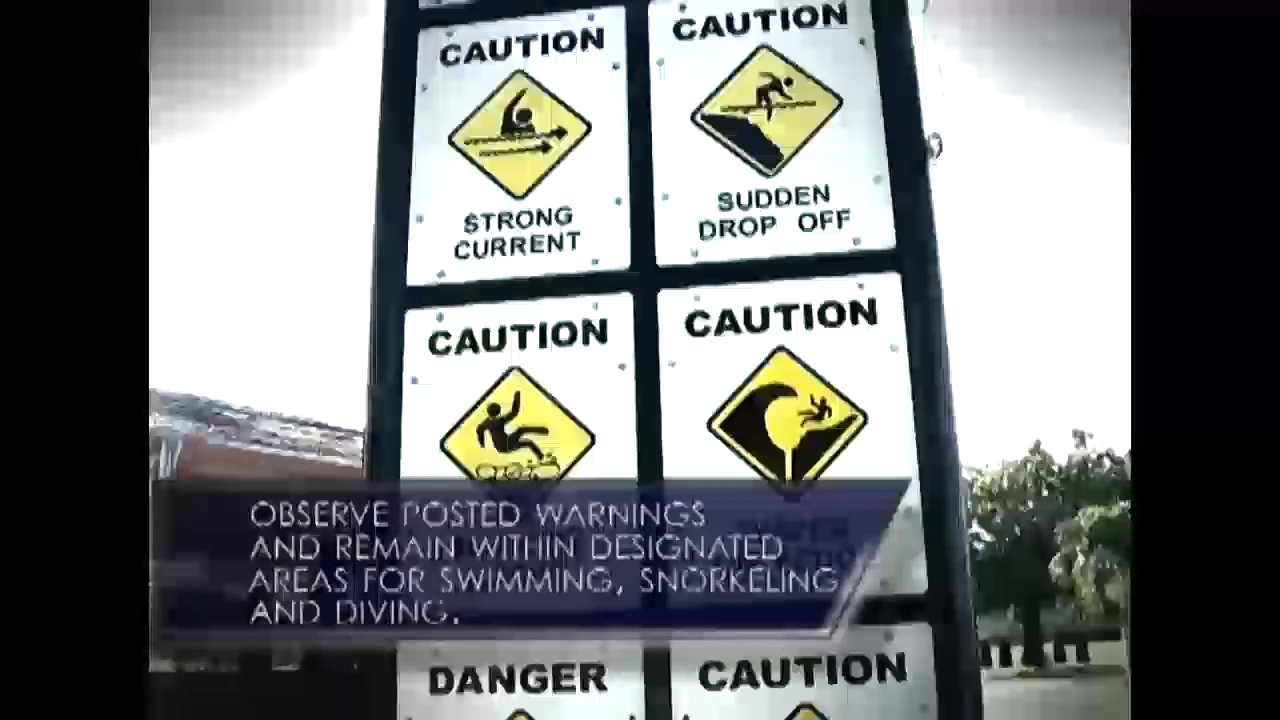 CAUTION
STRONG
CURRENT
CAUTION
SUDDEN
DROP OFF
CAUTION
CAUTION
OBSERVE POSTED WARNINGS
AND REMAIN WITHIN DESIGNATED
AREAS FOR SWIMMING, SNORKELING
AND DIVING.
DANGER
CAUTION